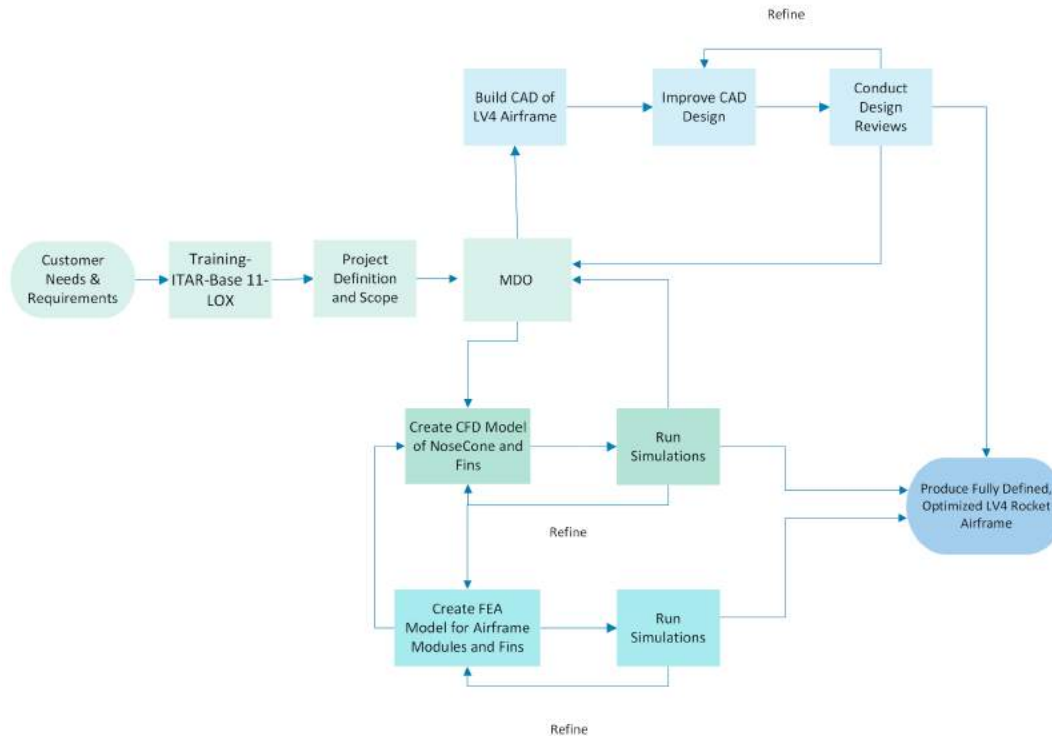 Refine
Build CAD of
LV4 Airframe
Improve CAD
Design
Conduct
Design
Reviews
Customer
Needs &
Requirements
Training-
ITAR-Base 11-
LOX
Project
Definition
and Scope
MDO
Create CFD Model
of NoseCone and
Fins
Run
Simulations
Produce Fully Defined,
Optimized LV4 Rocket
Airframe
Refine
Create FEA
Model for Airframe
Modules and Fins
Run
Simulations
Refine